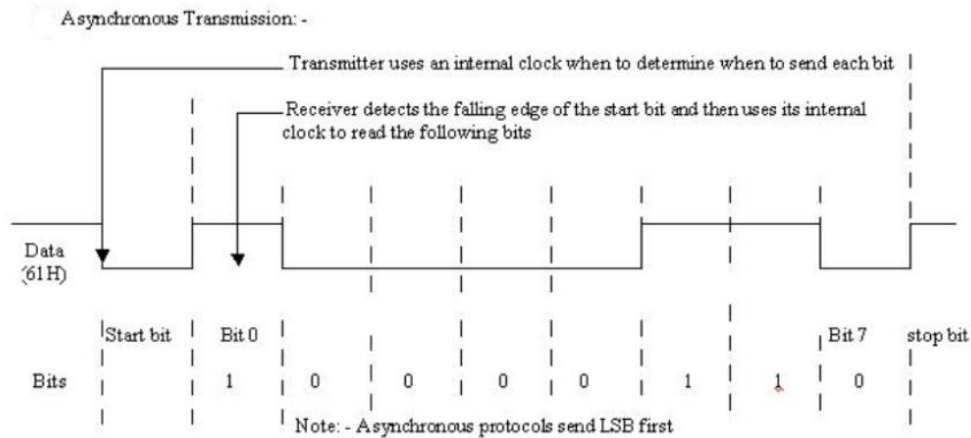 Asynchronous Transmission: -
Transmitter uses an internal clock when to determine when to send each bit
Receiver detects the falling edge of the start bit and then uses its internal
clock to read the following bits
Data
(61H)
Start bit Bit 0 Bit 7 stop bit
Bits 1 0 0 0 0 1 1 0
Note: - Asynchronous protocols send LSB first